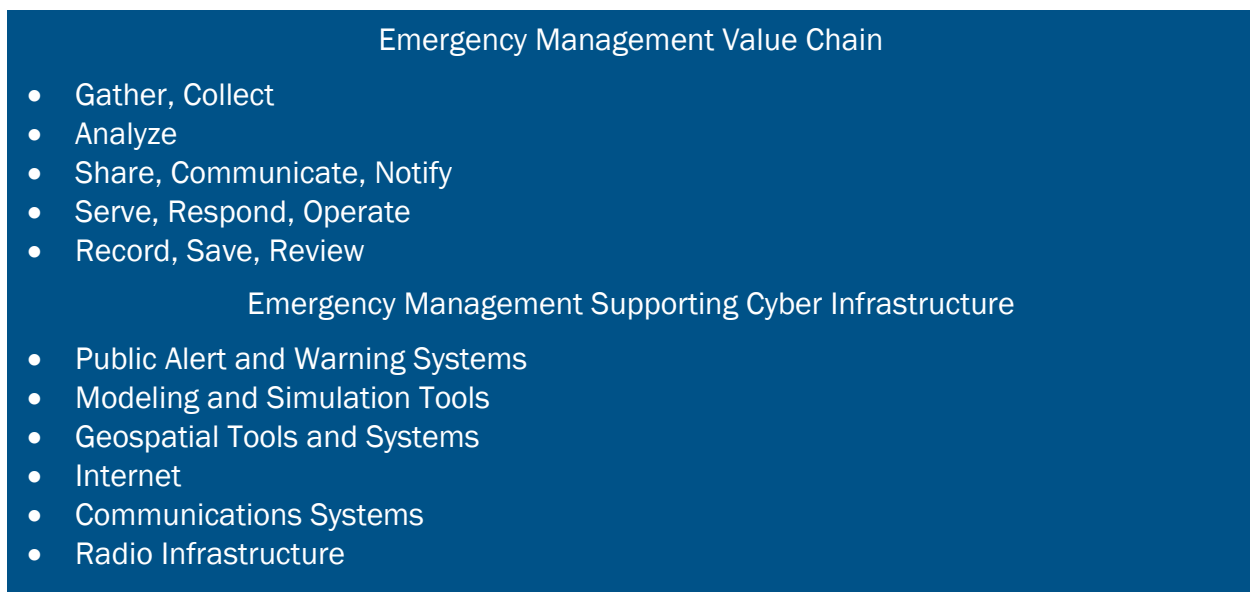 Emergency Management Value Chain
• Gather, Collect
• Analyze
• Share, Communicate, Notify
• Serve, Respond, Operate
• Record, Save, Review
Emergency Management Supporting Cyber Infrastructure
• Public Alert and Warning Systems
• Modeling and Simulation Tools
• Geospatial Tools and Systems
• Internet
• Communications Systems
• Radio Infrastructure